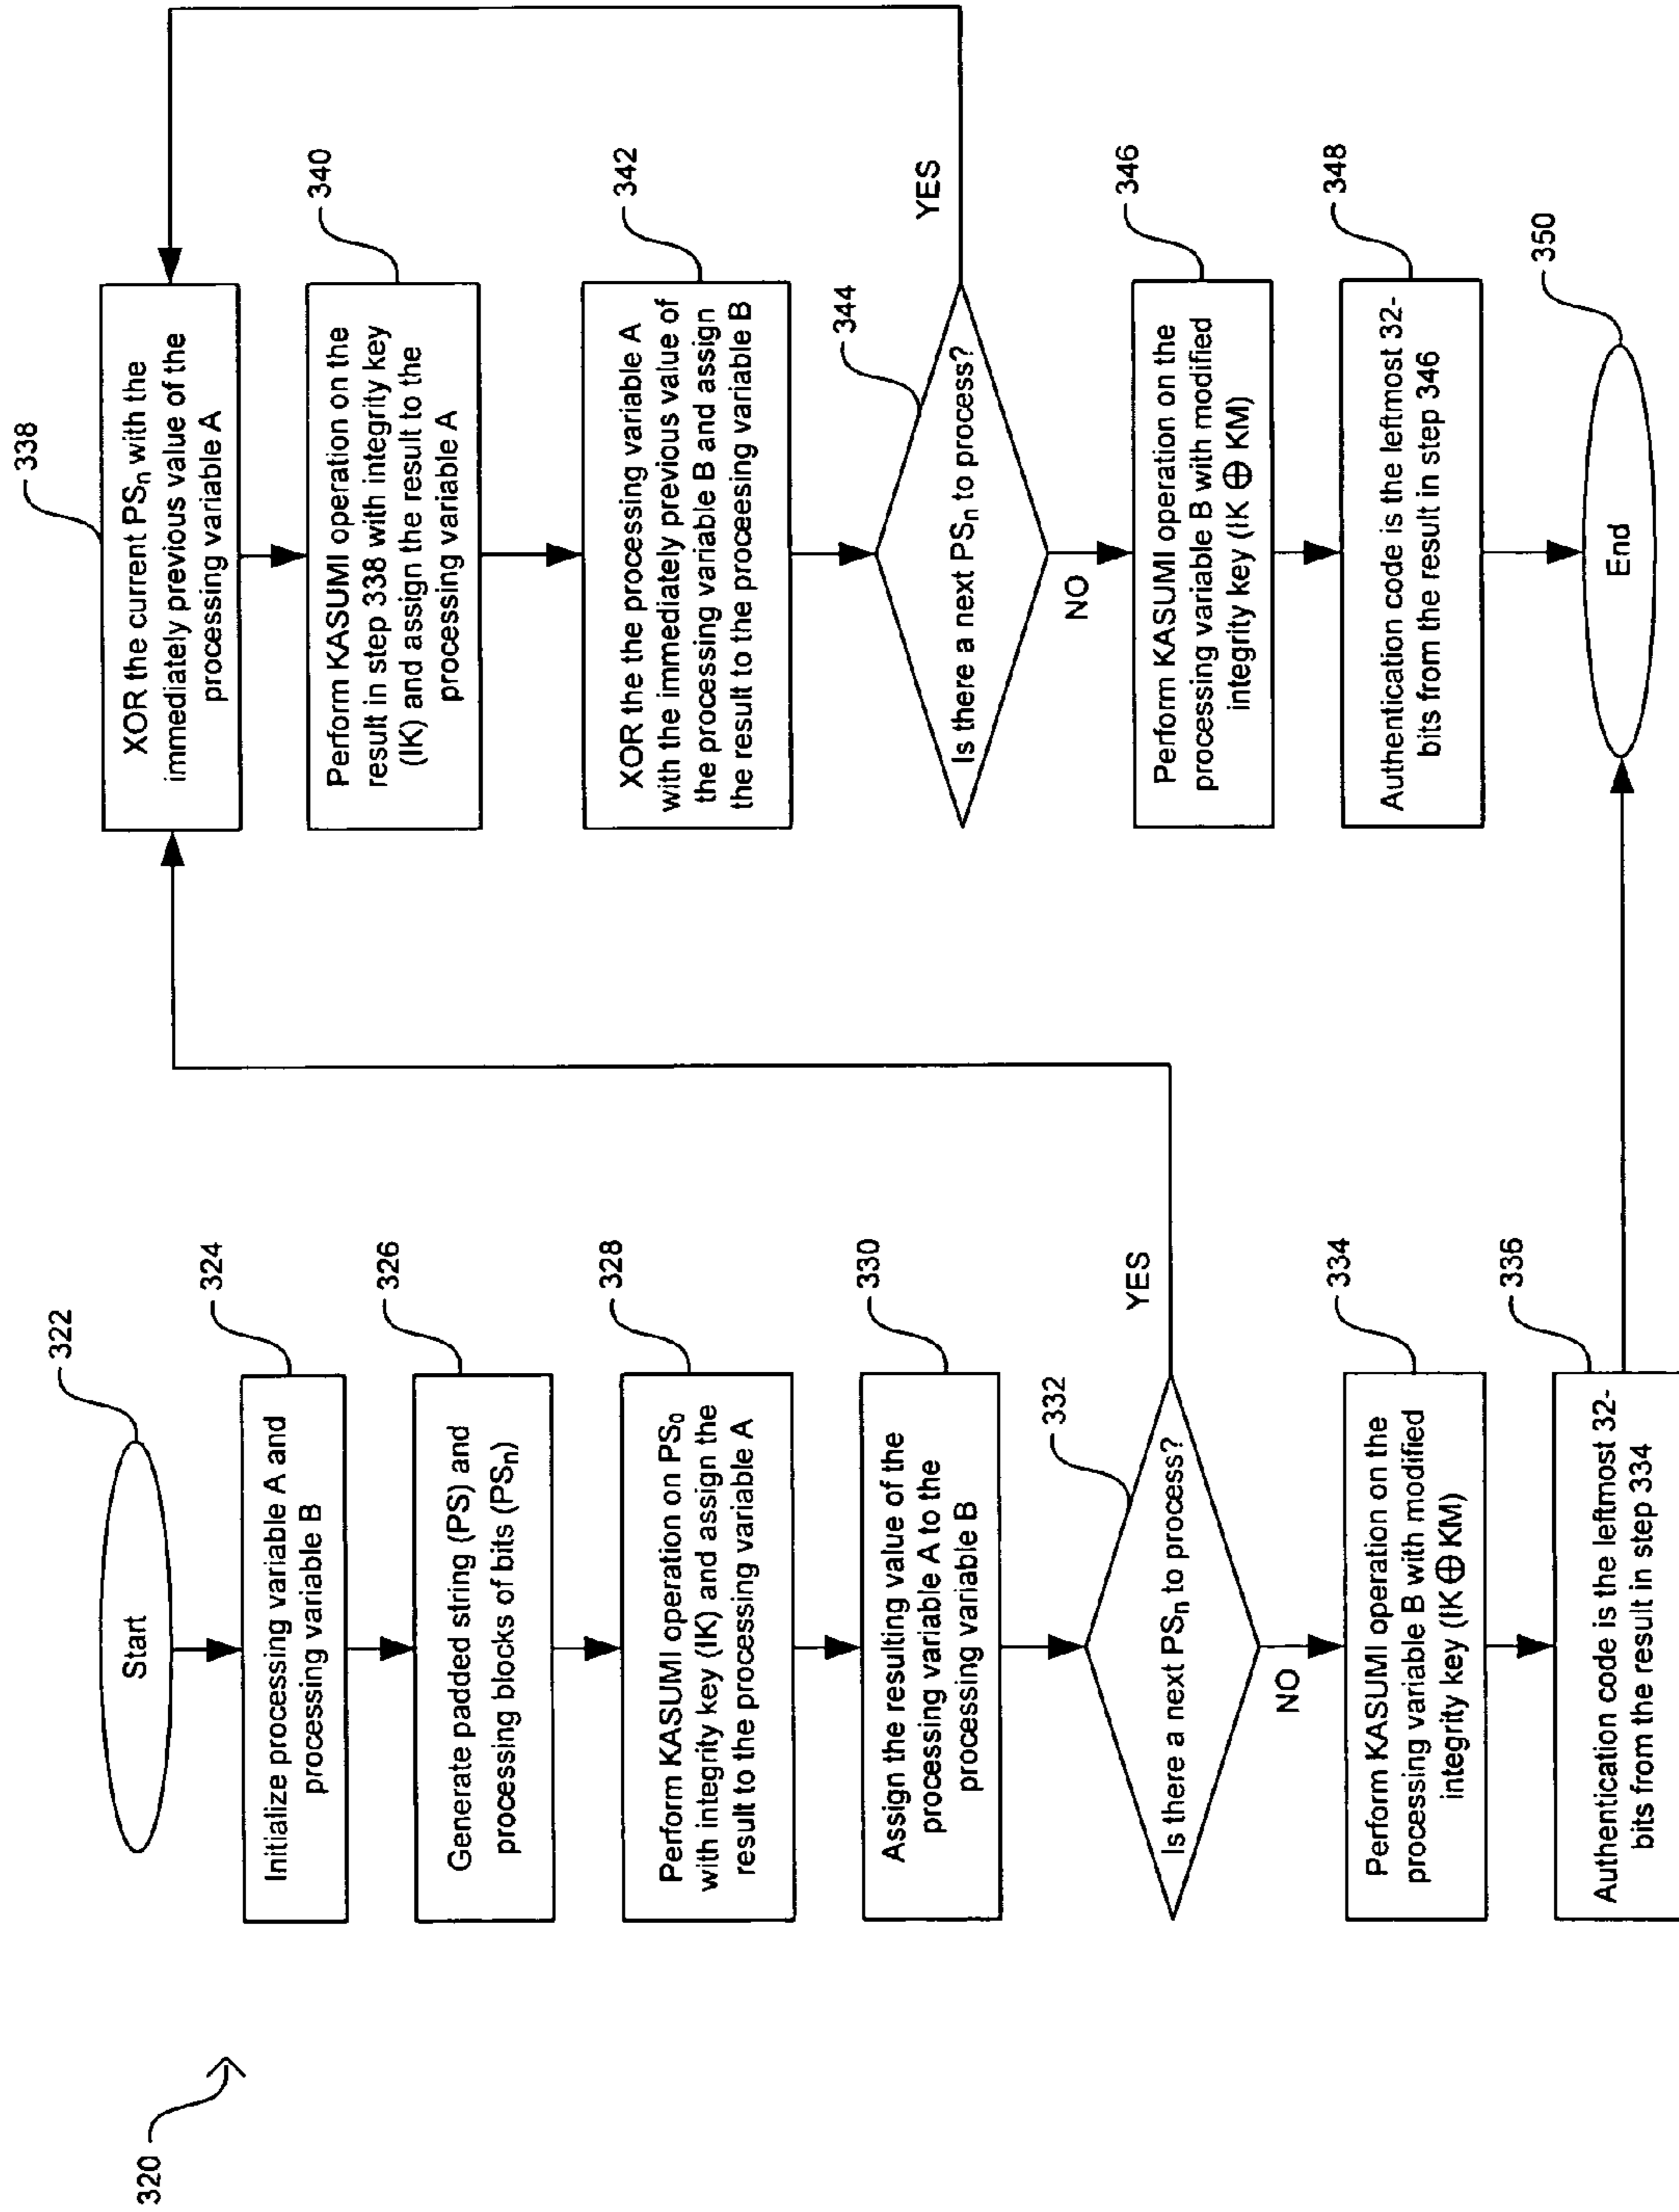 320
Start
322
Initialize processing variable A and
processing variable B
324
Generate padded string (PS) and
processing blocks of bits (PSn)
326
Perform KASUMI operation on PS0
with integrity key (IK) and assign the
result to the processing variable A
328
Assign the resulting value of the
processing variable A to the
processing variable B
330
Is there a next PSn to process?
332
YES
NO
Perform KASUMI operation on the
processing variable B with modified
integrity key (IK ⊕ KM)
334
Authentication code is the leftmost 32-
bits from the result in step 334
336
338
XOR the current PSn with the
immediately previous value of the
processing variable A
Perform KASUMI operation on the
result in step 338 with integrity key
(IK) and assign the result to the
processing variable A
340
XOR the the processing variable A
with the immediately previous value of
the processing variable B and assign
the result to the proceesing variable B
342
Is there a next PSn to process?
344
YES
NO
Perform KASUMI operation on the
processing variable B with modified
integrity key (IK ⊕ KM)
346
Authentication code is the leftmost 32-
bits from the result in step 346
348
End
350